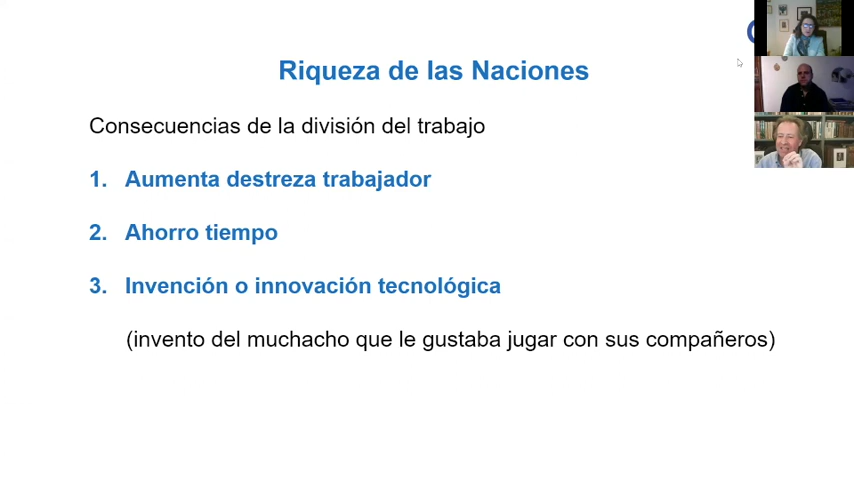 Riqueza de las Naciones
Consecuencias de la división del trabajo
1. Aumenta destreza trabajador
2. Ahorro tiempo
3. Invención o innovación tecnológica
(invento del muchacho que le gustaba jugar con sus compañeros)